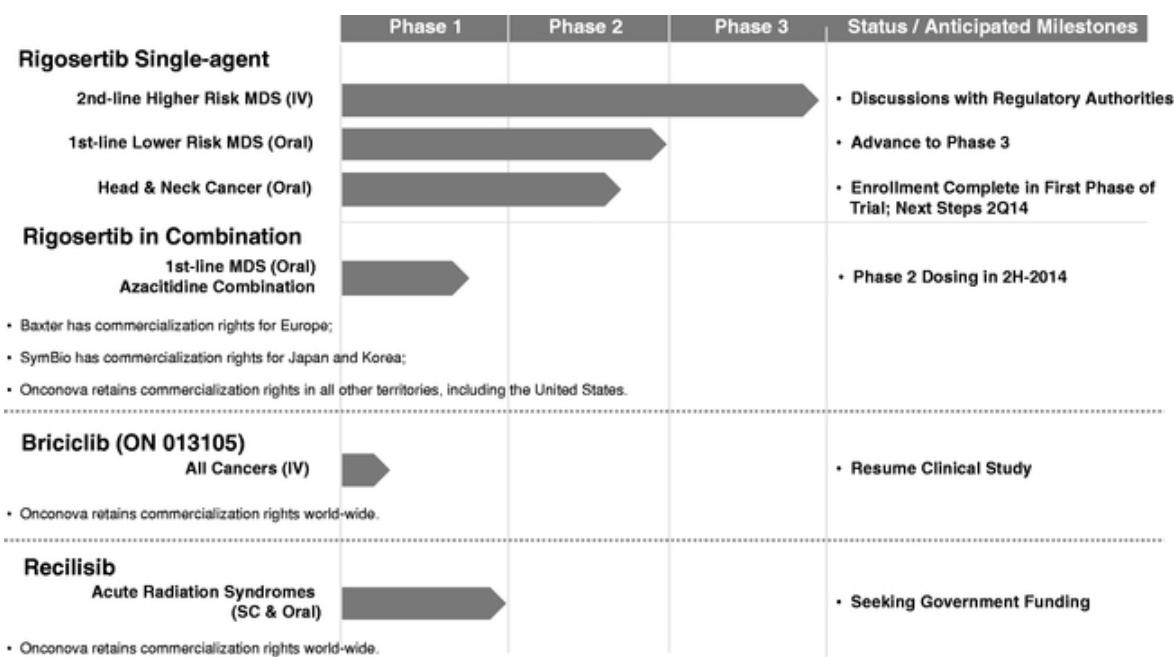 Phase 1 Phase 2 Phase 3 Status / Anticipated Milestones
Rigosertib Single-agent
2nd-line Higher Risk MDS (IV)
• Discussions with Regulatory Authorities
1st-line Lower Risk MDS (Oral)
• Advance to Phase 3
Head & Neck Cancer (Oral)
• Enrollment Complete in First Phase of
Trial; Next Steps 2Q14
Rigosertib in Combination
1st-line MDS (Oral)
Azacitidine Combination
• Phase 2 Dosing in 2H-2014
• Baxter has commercialization rights for Europe;
• SymBio has commercialization rights for Japan and Korea;
• Onconova retains commercialization rights in all other territories, including the United States.
Briciclib (ON 013105)
All Cancers (IV)
• Resume Clinical Study
• Onconova retains commercialization rights world-wide.
Recilisib
Acute Radiation Syndromes
(SC & Oral)
• Seeking Government Funding
• Onconova retains commercialization rights world-wide.